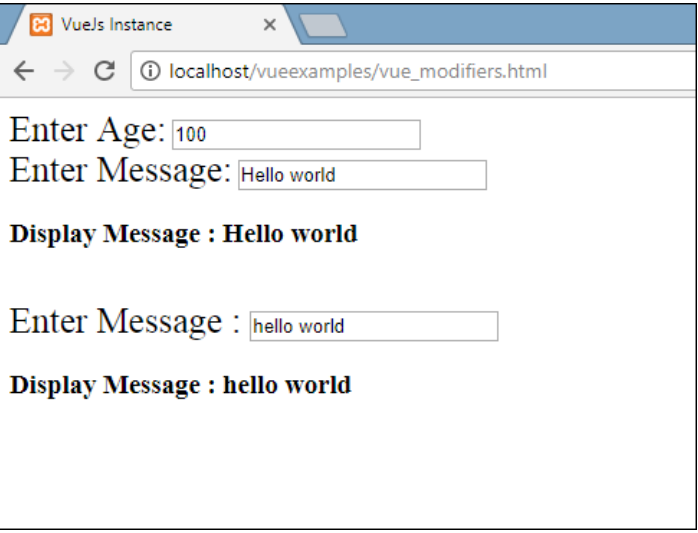 VueJs Instance
localhost/vueexamples/vue_modifiers.html
Enter Age: 100
Enter Message: Hello world
Display Message : Hello world
Enter Message : hello world
Display Message : hello world